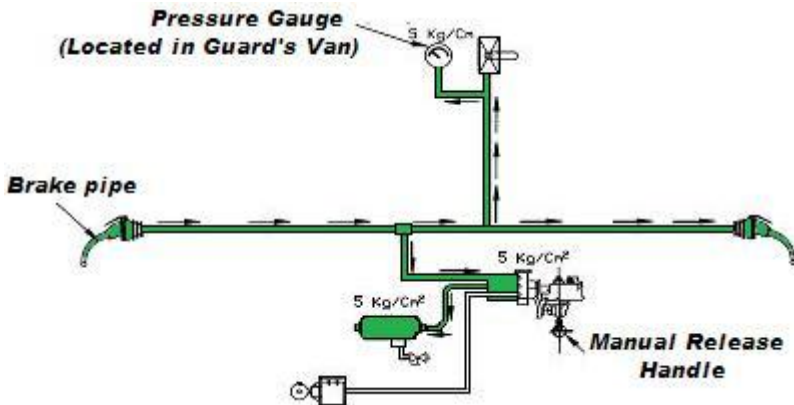 Pressure Gauge
(Located in Guard's Van)
5 Kg/Cm
Brake pipe
5 Kg/Cm²
5 Kg/Cm²
Manual Release
Handle